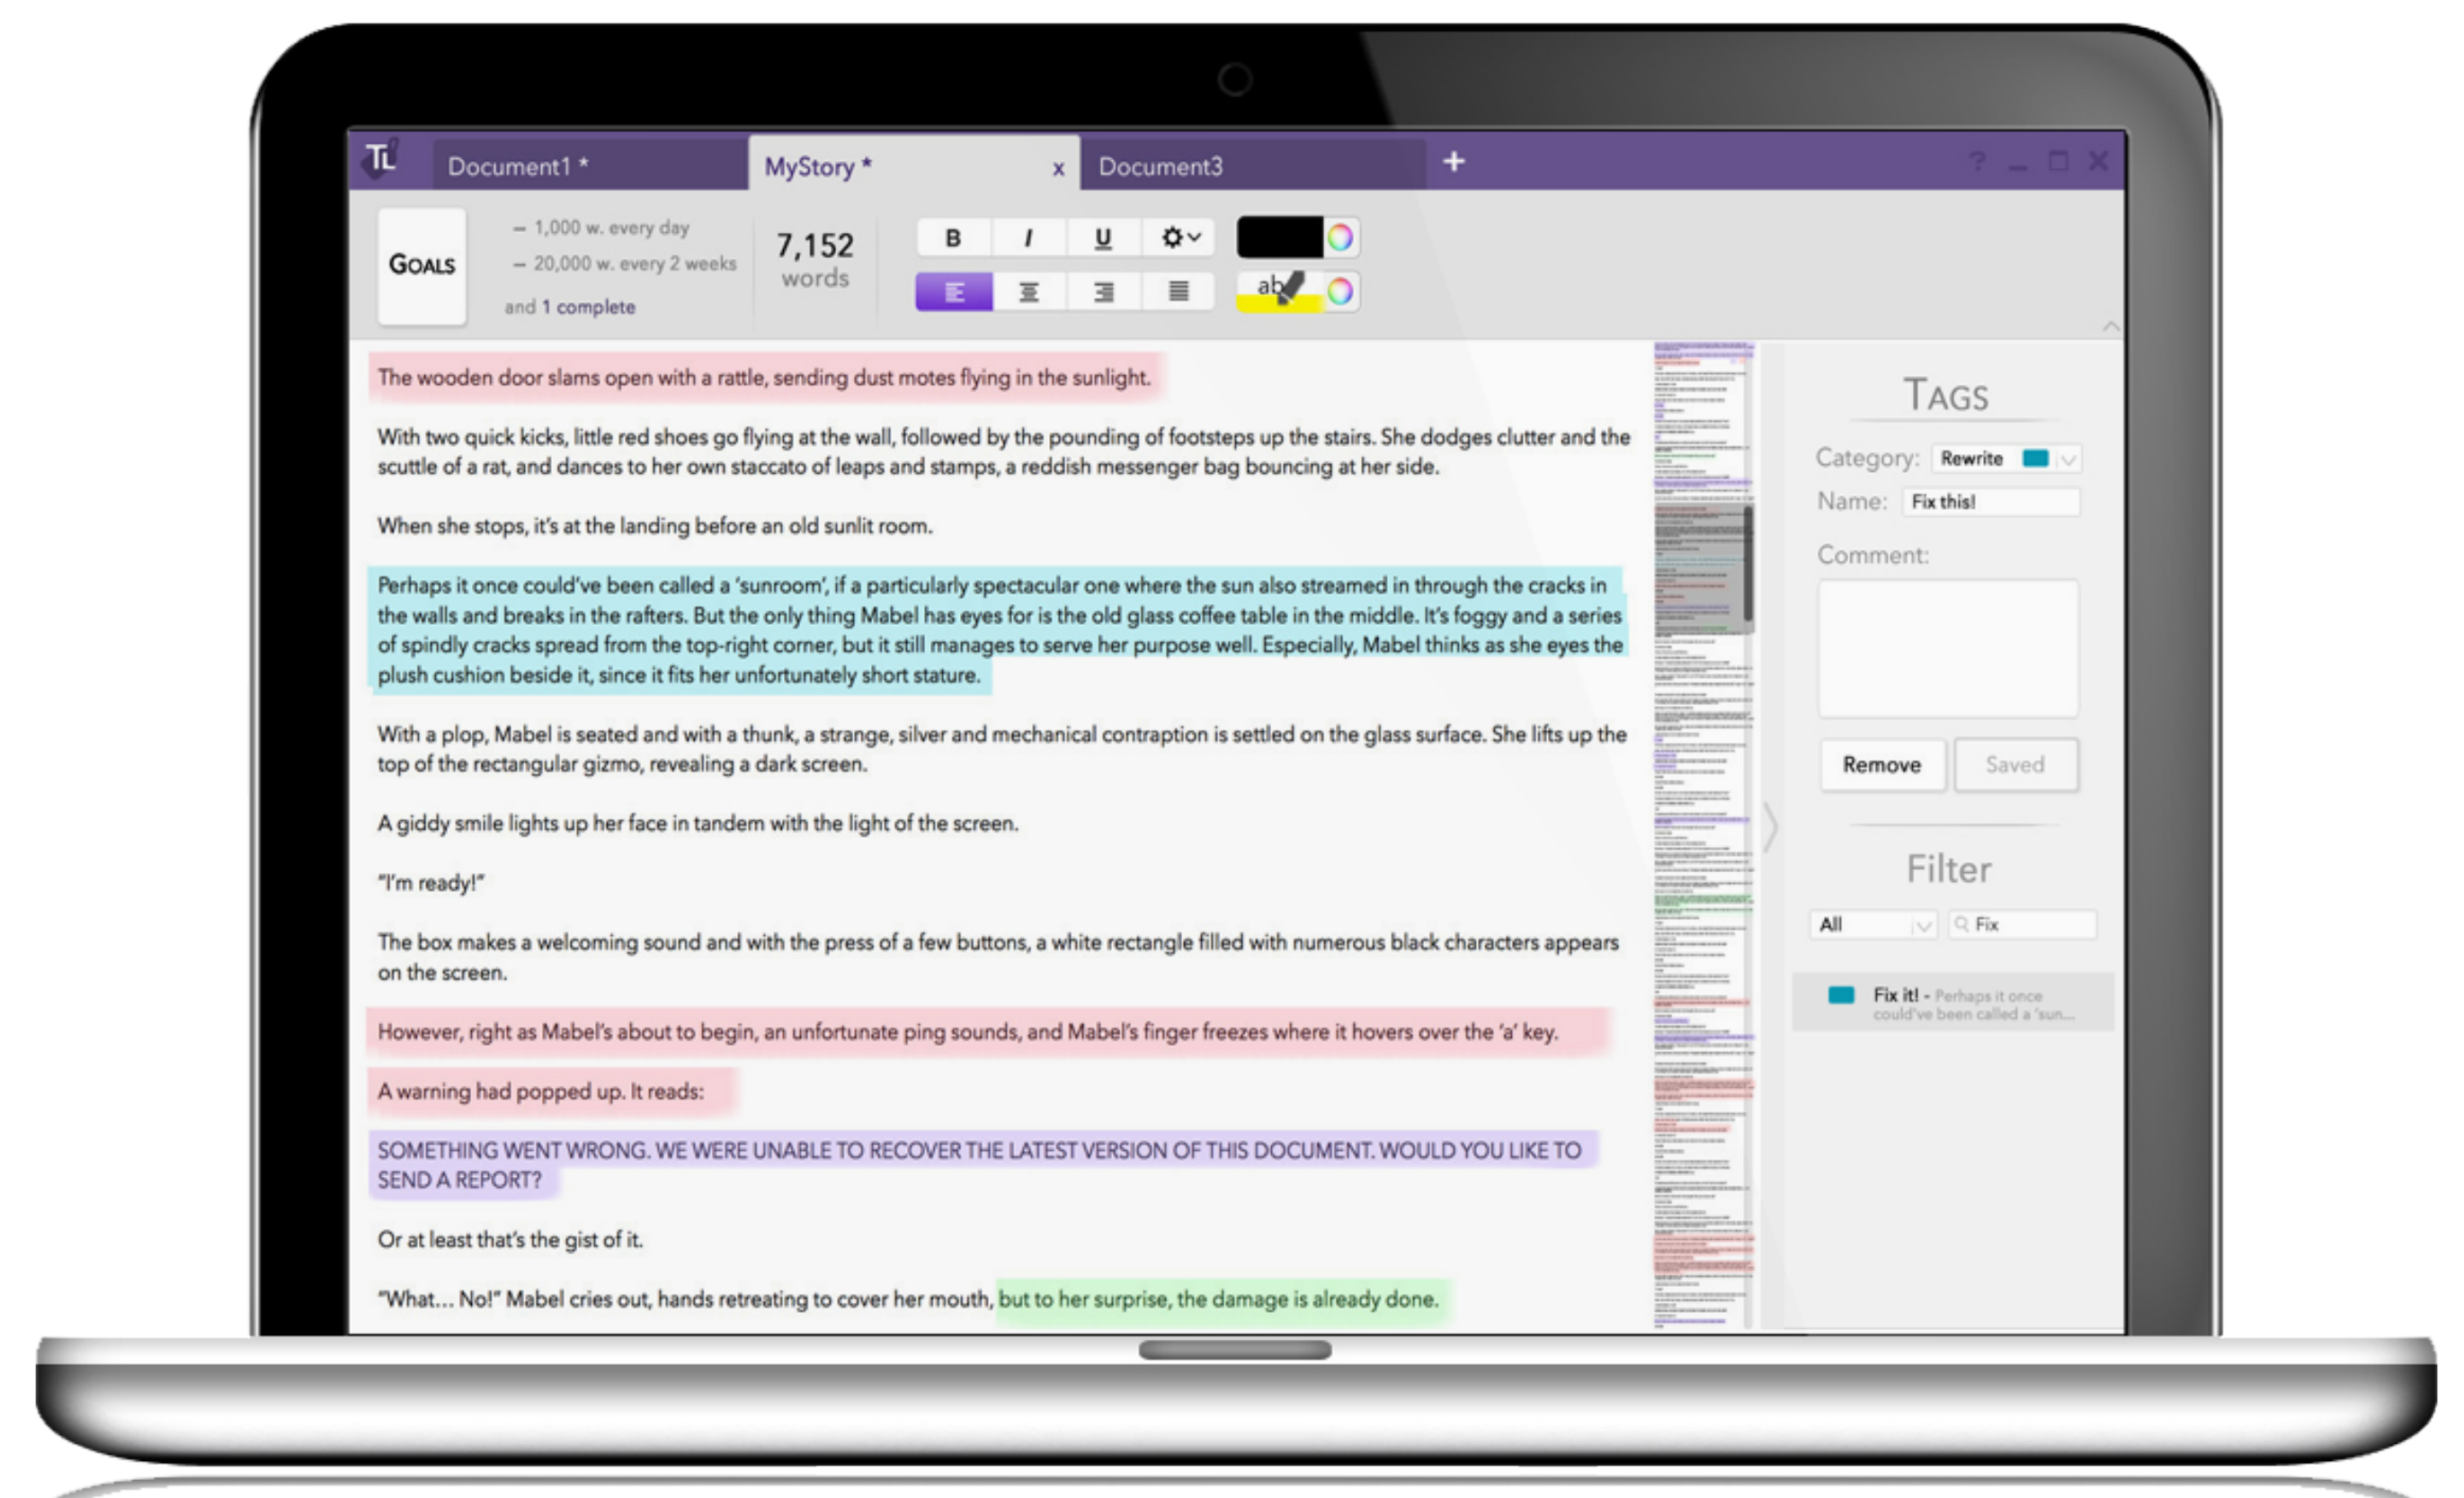 TL
Document1 *
MyStory *
x
Document3
+
?
GOALS
– 1,000 w. every day
– 20,000 w. every 2 weeks
and 1 complete
7,152
words
B
I
U
ab
The wooden door slams open with a rattle, sending dust motes flying in the sunlight.
With two quick kicks, little red shoes go flying at the wall, followed by the pounding of footsteps up the stairs. She dodges clutter and the
scuttle of a rat, and dances to her own staccato of leaps and stamps, a reddish messenger bag bouncing at her side.
When she stops, it's at the landing before an old sunlit room.
Perhaps it once could've been called a 'sunroom', if a particularly spectacular one where the sun also streamed in through the cracks in
the walls and breaks in the rafters. But the only thing Mabel has eyes for is the old glass coffee table in the middle. It's foggy and a series
of spindly cracks spread from the top-right corner, but it still manages to serve her purpose well. Especially, Mabel thinks as she eyes the
plush cushion beside it, since it fits her unfortunately short stature.
With a plop, Mabel is seated and with a thunk, a strange, silver and mechanical contraption is settled on the glass surface. She lifts up the
top of the rectangular gizmo, revealing a dark screen.
A giddy smile lights up her face in tandem with the light of the screen.
"I'm ready!"
The box makes a welcoming sound and with the press of a few buttons, a white rectangle filled with numerous black characters appears
on the screen.
However, right as Mabel's about to begin, an unfortunate ping sounds, and Mabel's finger freezes where it hovers over the 'a' key.
A warning had popped up. It reads:
SOMETHING WENT WRONG. WE WERE UNABLE TO RECOVER THE LATEST VERSION OF THIS DOCUMENT. WOULD YOU LIKE TO
SEND A REPORT?
Or at least that's the gist of it.
"What... No!" Mabel cries out, hands retreating to cover her mouth, but to her surprise, the damage is already done.
TAGS
Category: Rewrite
Name: Fix this!
Comment:
Remove
Saved
Filter
All
Fix
Fix it! - Perhaps it once
could've been called a 'sun...